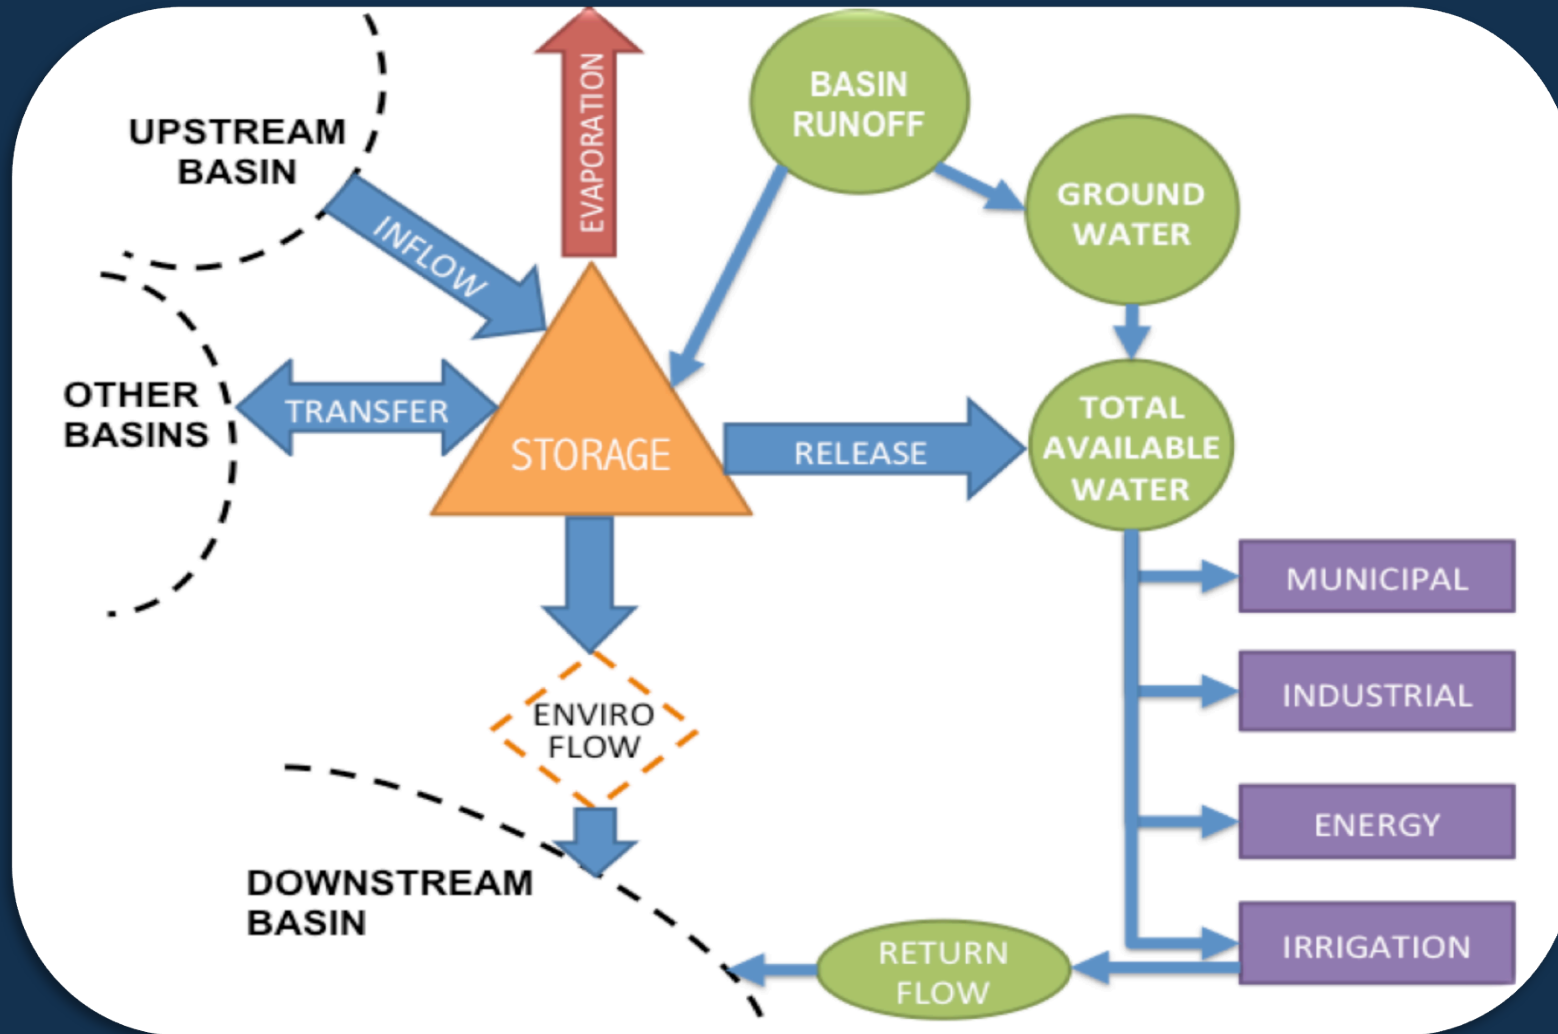 UPSTREAM
BASIN
EVAPORATION
BASIN
RUNOFF
GROUND
WATER
INFLOW
OTHER
BASINS
TRANSFER
STORAGE
RELEASE
TOTAL
AVAILABLE
WATER
MUNICIPAL
INDUSTRIAL
ENERGY
IRRIGATION
ENVIRO
FLOW
DOWNSTREAM
BASIN
RETURN
FLOW